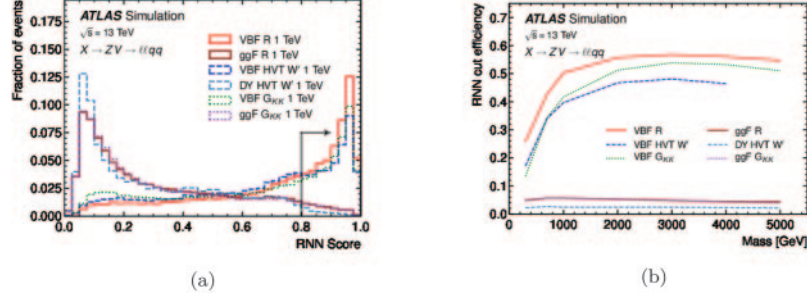 Fraction of events
0.175
0.150
0.125
0.100
0.075
0.050
0.025
0.000
ATLAS Simulation
√s = 13 TeV
X → ZV → ℓℓqq
VBF R 1 TeV
ggF R 1 TeV
VBF HVT W' 1 TeV
DY HVT W' 1 TeV
VBF GKK 1 TeV
ggF GKK 1 TeV
0.0 0.2 0.4 0.6 0.8 1.0
RNN Score
(a)
RNN cut efficiency
0.7
0.6
0.5
0.4
0.3
0.2
0.1
0.0
ATLAS Simulation
√s = 13 TeV
X → ZV → ℓℓqq
VBF R ggF R
VBF HVT W' DY HVT W'
VBF GKK ggF GKK
0 1000 2000 3000 4000 5000
Mass [GeV]
(b)